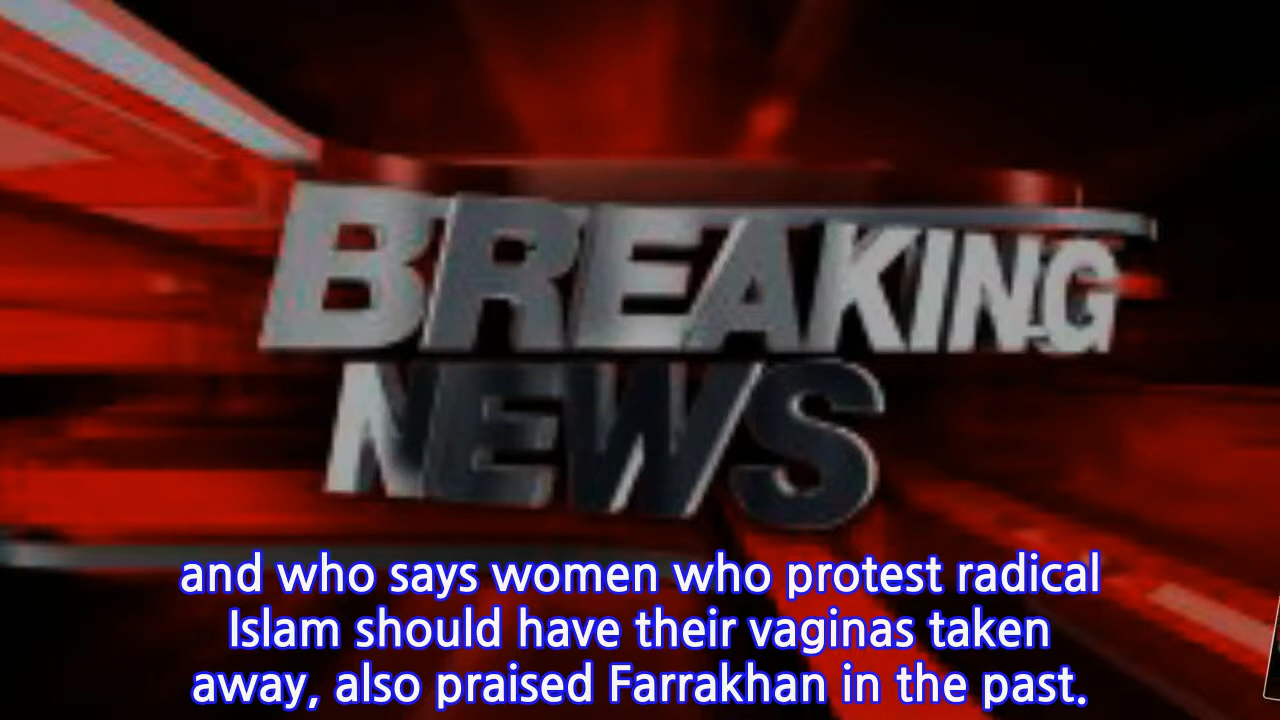 BREAKING
NEWS
and who says women who protest radical
Islam should have their vaginas taken
away, also praised Farrakhan in the past.